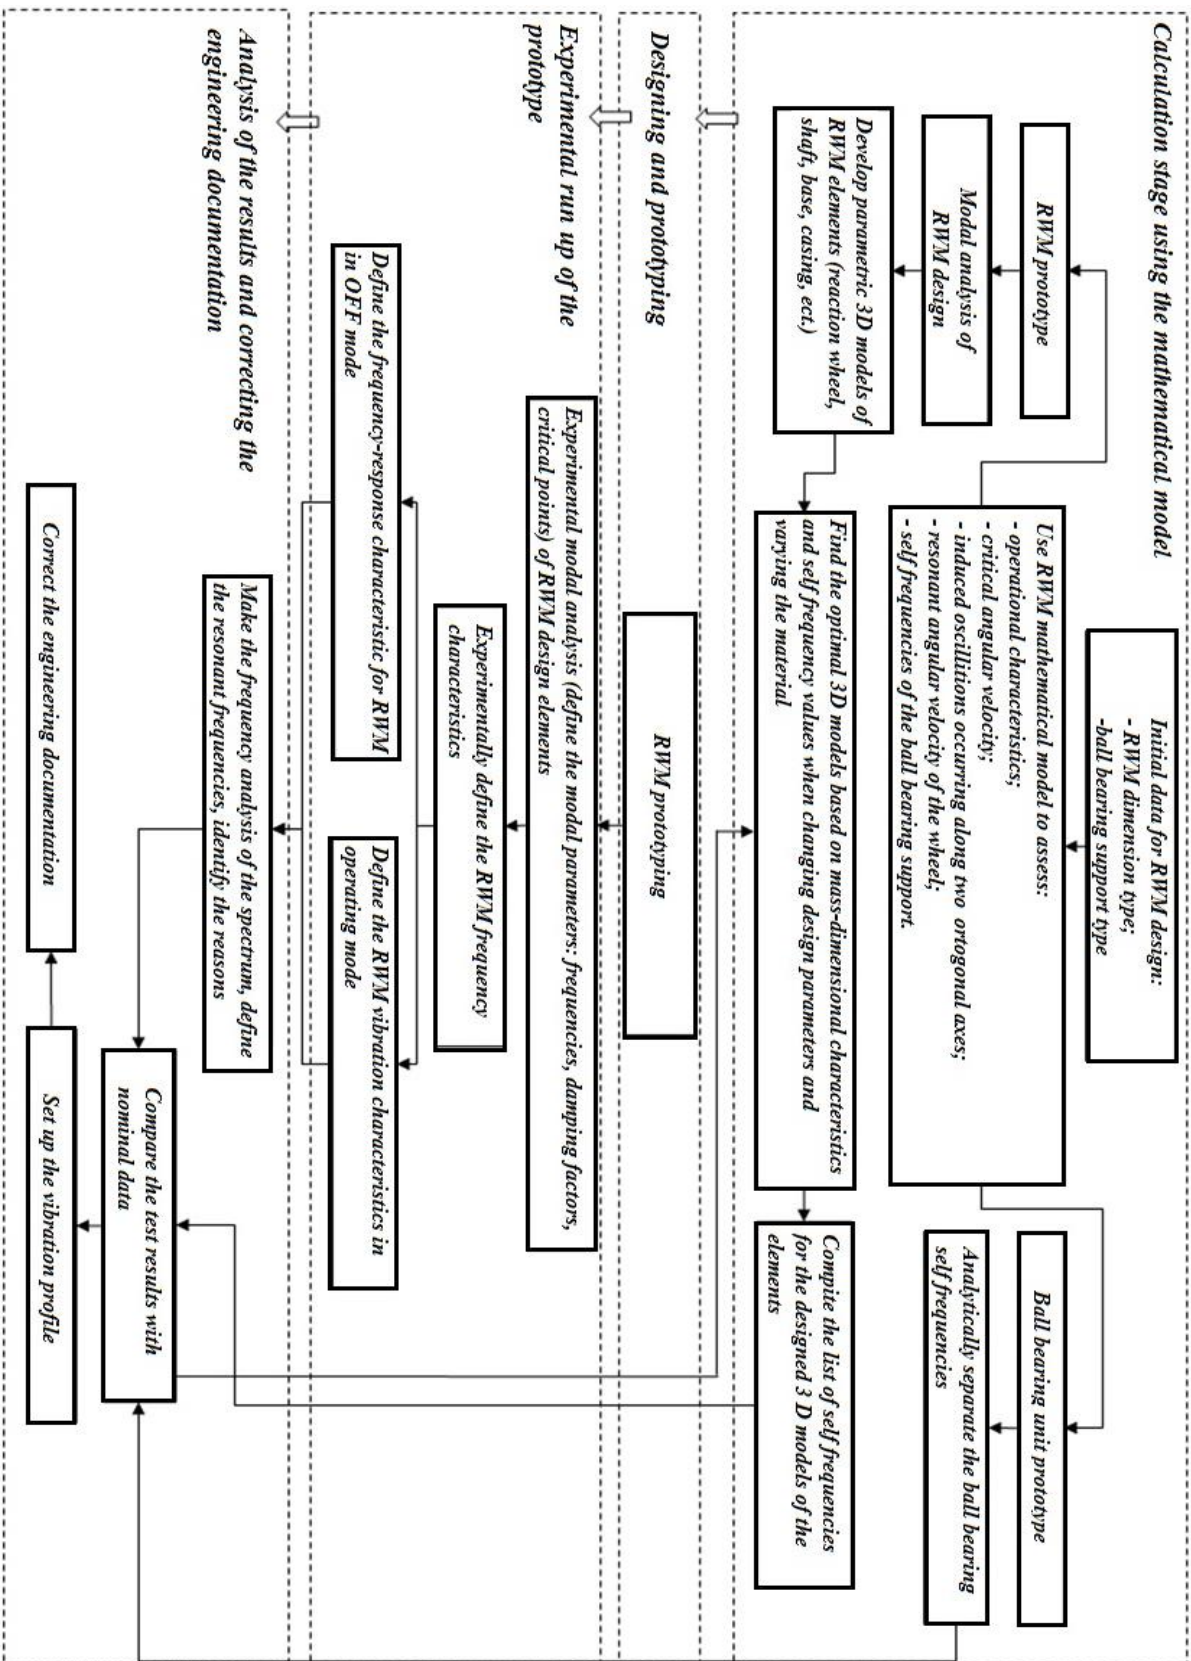 Calculation stage using the mathematical model
Initial data for RWM design:
- RWM dimension type;
-ball bearing support type
RWM prototype
Use RWM mathematical model to assess:
- operational characteristics;
- critical angular velocity;
- induced oscillitions occurring along two ortogonal axes;
- resonant angular velocity of the wheel;
- self frequencies of the ball bearing support.
Ball bearing unit prototype
Modal analysis of
RWM design
Analytically separate the ball bearing
self frequencies
Develop parametric 3D models of
RWM elements (reaction wheel,
shaft, base, casing, ect.)
Find the optimal 3D models based on mass-dimensional characteristics
and self frequency values when changing design parameters and
varying the material
Compite the list of self frequencies
for the designed 3 D models of the
elements
Designing and prototyping
RWM prototyping
Experimental run up of the
prototype
Experimental modal analysis (define the modal parameters: frequencies, damping factors,
critical points) of RWM design elements
Experimentally define the RWM frequency
characteristics
Define the frequency-response characteristic for RWM
in OFF mode
Define the RWM vibration characteristics in
operating mode
Analysis of the results and correcting the
engineering documentation
Make the frequency analysis of the spectrum, define
the resonant frequencies, identify the reasons
Compare the test results with
nominal data
Correct the engineering documentation
Set up the vibration profile